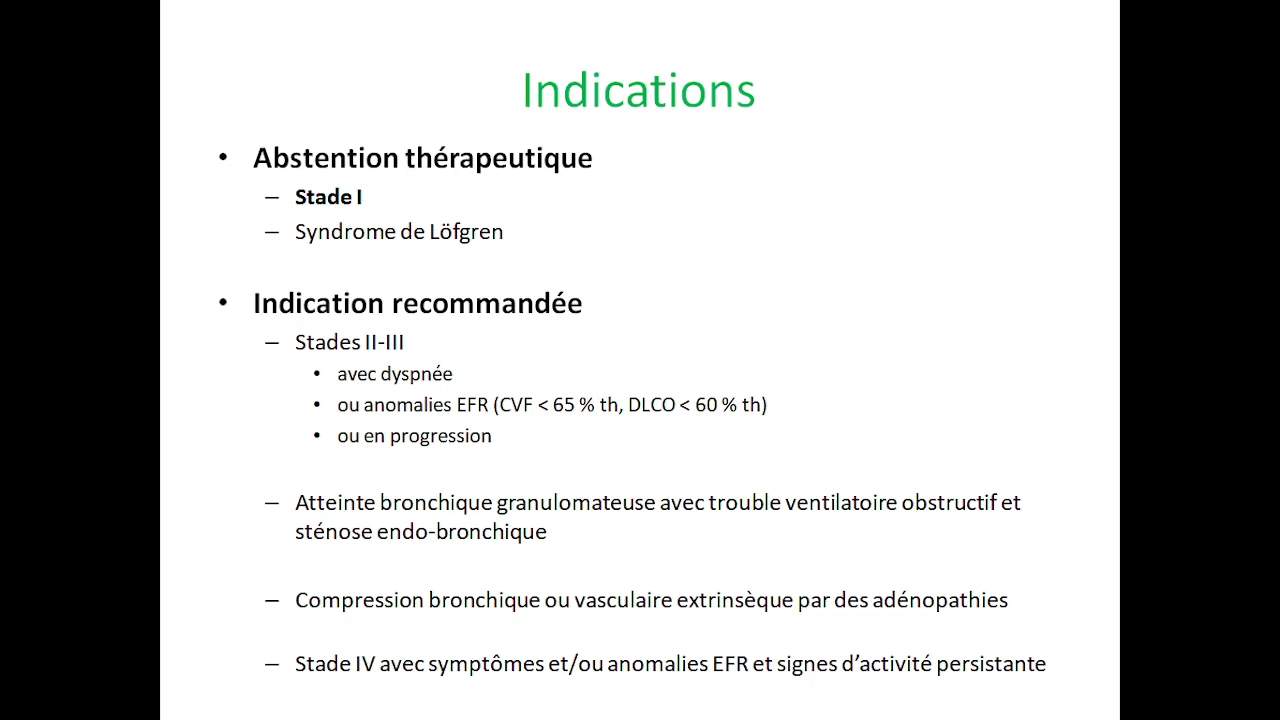 Indications
• Abstention thérapeutique
– Stade I
– Syndrome de Löfgren
• Indication recommandée
– Stades II-III
• avec dyspnée
• ou anomalies EFR (CVF < 65 % th, DLCO < 60 % th)
• ou en progression
– Atteinte bronchique granulomateuse avec trouble ventilatoire obstructif et
sténose endo-bronchique
– Compression bronchique ou vasculaire extrinsèque par des adénopathies
– Stade IV avec symptômes et/ou anomalies EFR et signes d’activité persistante